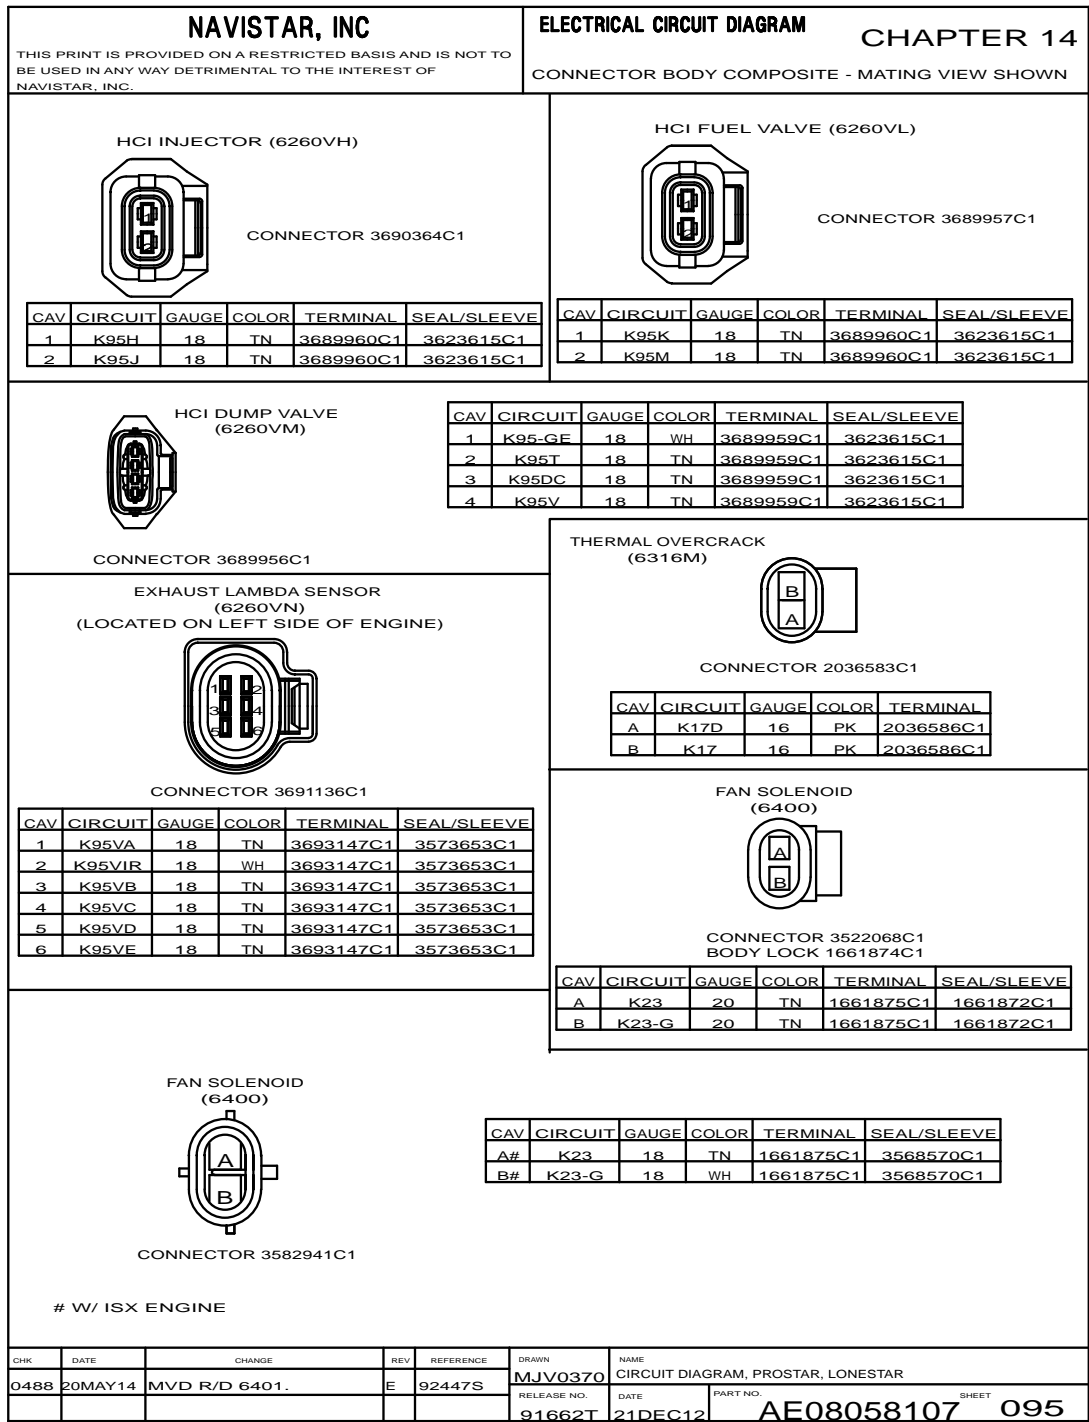 NAVISTAR, INC
THIS PRINT IS PROVIDED ON A RESTRICTED BASIS AND IS NOT TO
BE USED IN ANY WAY DETRIMENTAL TO THE INTEREST OF
NAVISTAR, INC.
ELECTRICAL CIRCUIT DIAGRAM
CHAPTER 14
CONNECTOR BODY COMPOSITE - MATING VIEW SHOWN
HCI INJECTOR (6260VH)
1
2
CONNECTOR 3690364C1
CAV CIRCUIT GAUGE COLOR TERMINAL SEAL/SLEEVE
1 K95H 18 TN 3689960C1 3623615C1
2 K95J 18 TN 3689960C1 3623615C1
HCI FUEL VALVE (6260VL)
1
2
CONNECTOR 3689957C1
CAV CIRCUIT GAUGE COLOR TERMINAL SEAL/SLEEVE
1 K95K 18 TN 3689960C1 3623615C1
2 K95M 18 TN 3689960C1 3623615C1
HCI DUMP VALVE
(6260VM)
CONNECTOR 3689956C1
CAV CIRCUIT GAUGE COLOR TERMINAL SEAL/SLEEVE
1 K95-GE 18 WH 3689959C1 3623615C1
2 K95T 18 TN 3689959C1 3623615C1
3 K95DC 18 TN 3689959C1 3623615C1
4 K95V 18 TN 3689959C1 3623615C1
THERMAL OVERCRACK
(6316M)
B
A
CONNECTOR 2036583C1
CAV CIRCUIT GAUGE COLOR TERMINAL
A K17D 16 PK 2036586C1
B K17 16 PK 2036586C1
EXHAUST LAMBDA SENSOR
(6260VN)
(LOCATED ON LEFT SIDE OF ENGINE)
1 2
3 4
5 6
CONNECTOR 3691136C1
CAV CIRCUIT GAUGE COLOR TERMINAL SEAL/SLEEVE
1 K95VA 18 TN 3693147C1 3573653C1
2 K95VIR 18 WH 3693147C1 3573653C1
3 K95VB 18 TN 3693147C1 3573653C1
4 K95VC 18 TN 3693147C1 3573653C1
5 K95VD 18 TN 3693147C1 3573653C1
6 K95VE 18 TN 3693147C1 3573653C1
FAN SOLENOID
(6400)
A
B
CONNECTOR 3522068C1
BODY LOCK 1661874C1
CAV CIRCUIT GAUGE COLOR TERMINAL SEAL/SLEEVE
A K23 20 TN 1661875C1 1661872C1
B K23-G 20 TN 1661875C1 1661872C1
FAN SOLENOID
(6400)
A
B
CONNECTOR 3582941C1
CAV CIRCUIT GAUGE COLOR TERMINAL SEAL/SLEEVE
A# K23 18 TN 1661875C1 3568570C1
B# K23-G 18 WH 1661875C1 3568570C1
# W/ ISX ENGINE
CHK DATE CHANGE REV REFERENCE
0488 20MAY14 MVD R/D 6401. E 92447S
DRAWN
MJV0370
NAME
CIRCUIT DIAGRAM, PROSTAR, LONESTAR
RELEASE NO.
91662T
DATE
21DEC12
PART NO.
AE08058107
SHEET
095